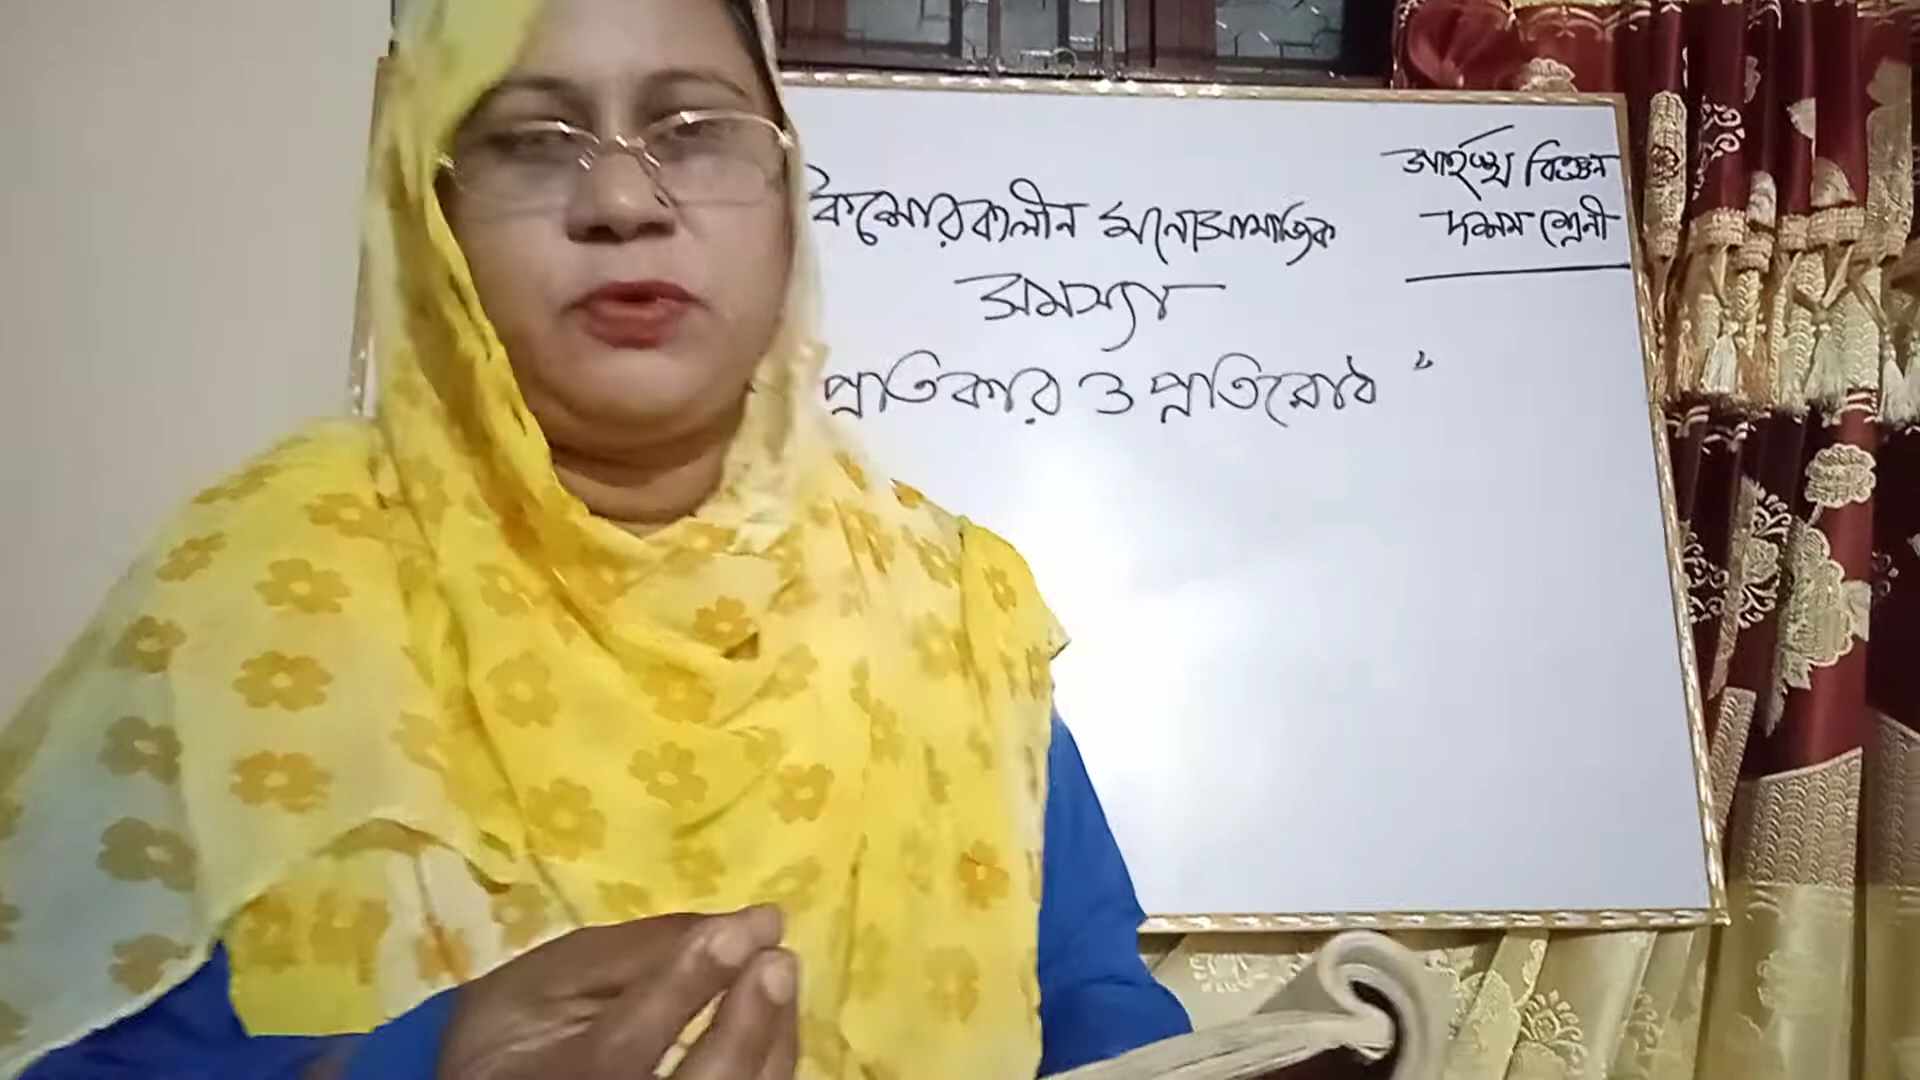 গার্হস্থ্য বিজ্ঞান
দশম শ্রেনী
কৈশোরকালীন মনোসামাজিক
সমস্যা
প্রতিকার ও প্রতিরোধ "